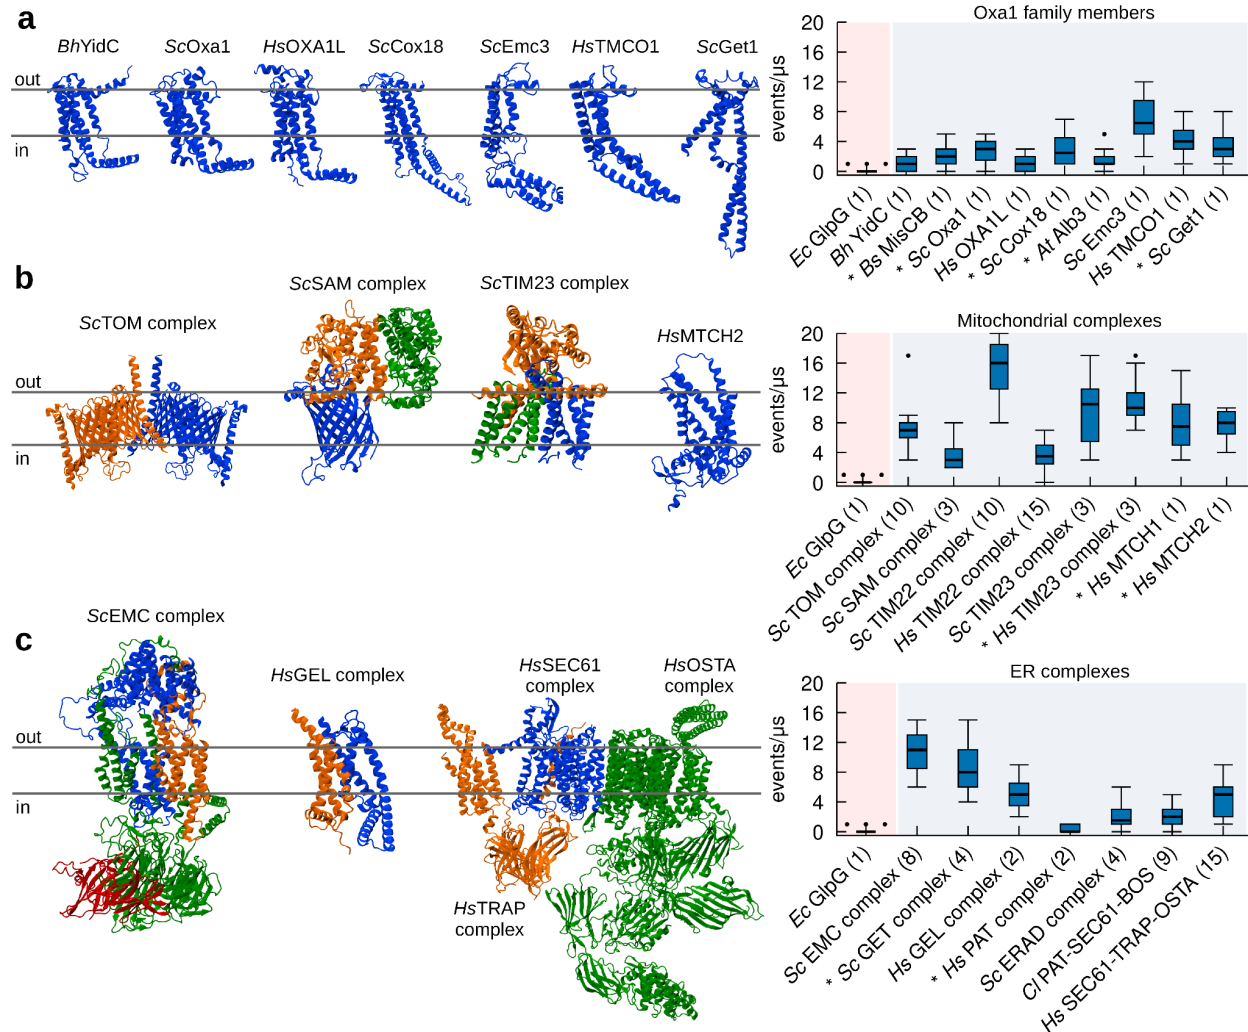 a
BhYidC
ScOxa1
HsOXA1L
ScCox18
ScEmc3
HsTMCO1
ScGet1
out
in
Oxa1 family members
events/µs
20
16
12
8
4
0
Ec GlpG (1)
Bh YidC (1)
* Bs MisCB (1)
* Sc Oxa1 (1)
Hs OXA1L (1)
* Sc Cox18 (1)
* At Alb3 (1)
Sc Emc3 (1)
Hs TMCO1 (1)
* Sc Get1 (1)
b
ScTOM complex
ScSAM complex
ScTIM23 complex
HsMTCH2
out
in
Mitochondrial complexes
events/µs
20
16
12
8
4
0
Ec GlpG (1)
Sc TOM complex (10)
Sc SAM complex (3)
Sc TIM22 complex (10)
Hs TIM22 complex (15)
Sc TIM23 complex (3)
* Hs TIM23 complex (3)
* Hs MTCH1 (1)
* Hs MTCH2 (1)
c
ScEMC complex
HsGEL complex
HsSEC61
complex
HsOSTA
complex
out
in
HsTRAP
complex
ER complexes
events/µs
20
16
12
8
4
0
Ec GlpG (1)
Sc EMC complex (8)
* Sc GET complex (4)
Hs GEL complex (2)
* Hs PAT complex (2)
Sc ERAD complex (4)
Cl PAT-SEC61-BOS (9)
Hs SEC61-TRAP-OSTA (15)